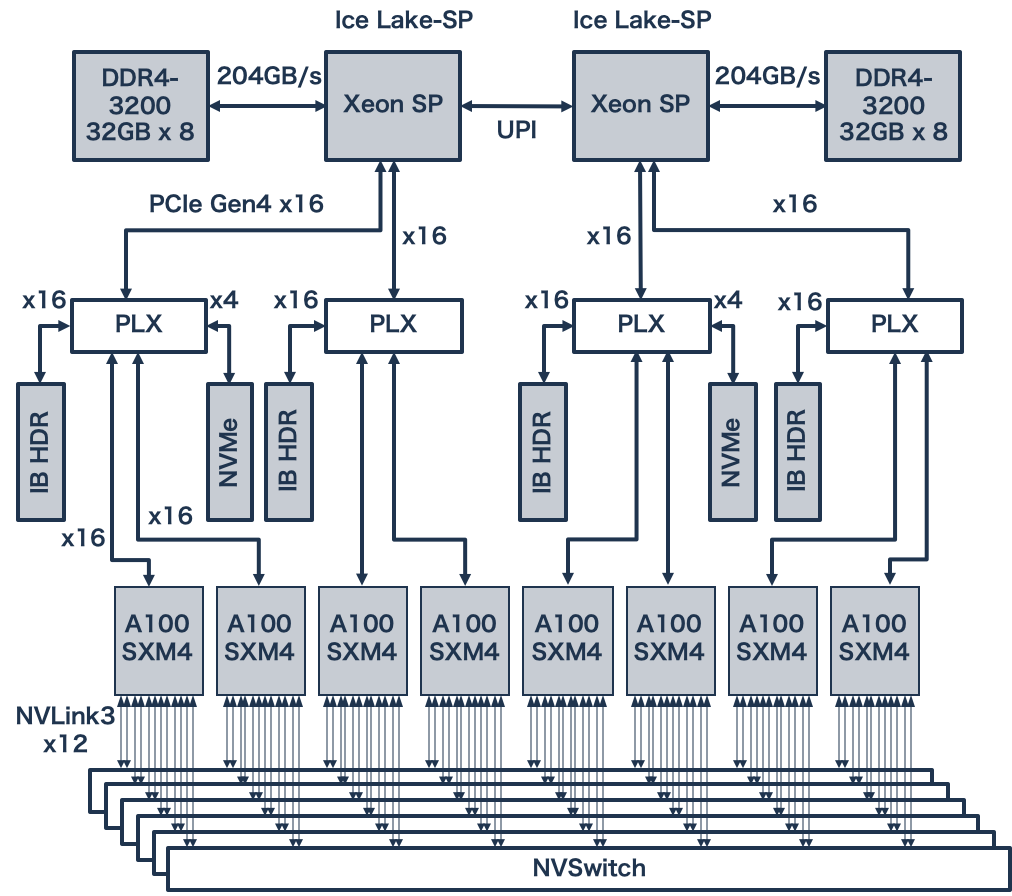 Ice Lake-SP
Ice Lake-SP
DDR4-
3200
32GB x 8
204GB/s
Xeon SP
UPI
Xeon SP
204GB/s
DDR4-
3200
32GB x 8
PCIe Gen4 x16
x16
x16
x16
x16
PLX
x4
x16
PLX
x16
PLX
x4
x16
PLX
IB HDR
NVMe
IB HDR
IB HDR
NVMe
IB HDR
x16
x16
A100
SXM4
A100
SXM4
A100
SXM4
A100
SXM4
A100
SXM4
A100
SXM4
A100
SXM4
A100
SXM4
NVLink3
x12
NVSwitch